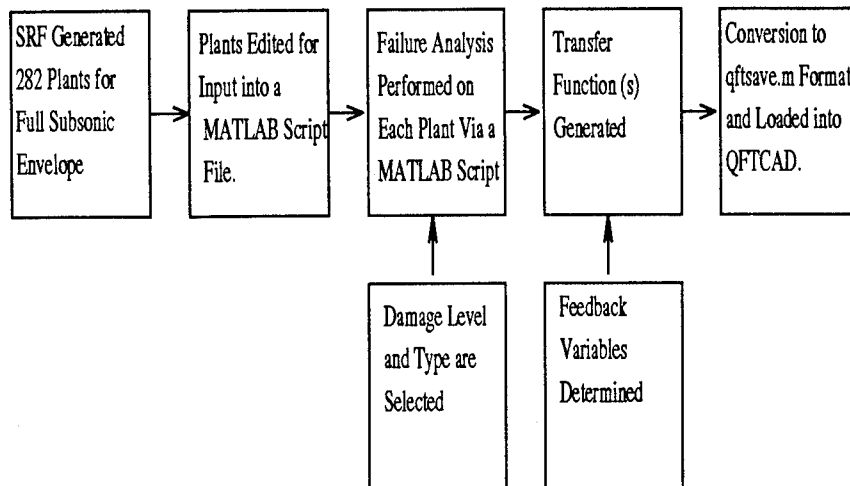 SRF Generated
282 Plants for
Full Subsonic
Envelope
Plants Edited for
Input into a
MATLAB Script
File.
Failure Analysis
Performed on
Each Plant Via a
MATLAB Script
Transfer
Function (s)
Generated
Conversion to
qftsave.m Format
and Loaded into
QFTCAD.
Damage Level
and Type are
Selected
Feedback
Variables
Determined